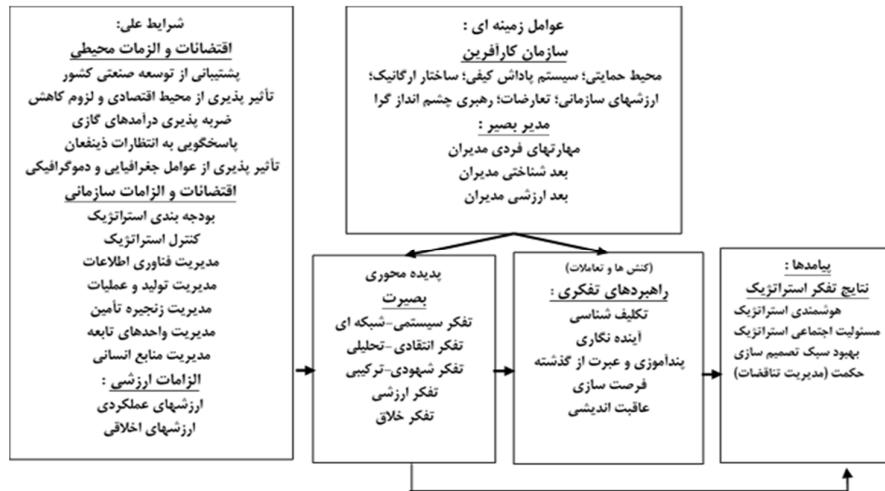 شرایط علی:
اقتضائات و الزمات محیطی
پشتیبانی از توسعه صنعتی کشور
تأثیر پذیری از محیط اقتصادی و لزوم کاهش
ضربه پذیری درآمدهای گازی
پاسخگویی به انتظارات ذینفعان
تأثیر پذیری از عوامل جغرافیایی و دموگرافیکی
اقتضائات و الزامات سازمانی
بودجه بندی استراتژیک
کنترل استراتژیک
مدیریت فناوری اطلاعات
مدیریت تولید و عملیات
مدیریت زنجیره تأمین
مدیریت واحدهای تابعه
مدیریت منابع انسانی
الزامات ارزشی :
ارزشهای عملکردی
ارزشهای اخلاقی
عوامل زمینه ای :
سازمان کارآفرین
محیط حمایتی؛ سیستم پاداش کیفی؛ ساختار ارگانیک؛
ارزشهای سازمانی؛ تعارضات؛ رهبری چشم انداز گرا
مدیر بصیر :
مهارتهای فردی مدیران
بعد شناختی مدیران
بعد ارزشی مدیران
پدیده محوری
بصیرت
تفکر سیستمی-شبکه ای
تفکر انتقادی-تحلیلی
تفکر شهودی-ترکیبی
تفکر ارزشی
تفکر خلاق
(کنش ها و تعاملات)
راهبردهای تفکری :
تکلیف شناسی
آینده نگاری
پندآموزی و عبرت از گذشته
فرصت سازی
عاقبت اندیشی
پیامدها :
نتایج تفکر استراتژیک
هوشمندی استراتژیک
مسئولیت اجتماعی استراتژیک
بهبود سبک تصمیم سازی
حکمت (مدیریت تناقضات)